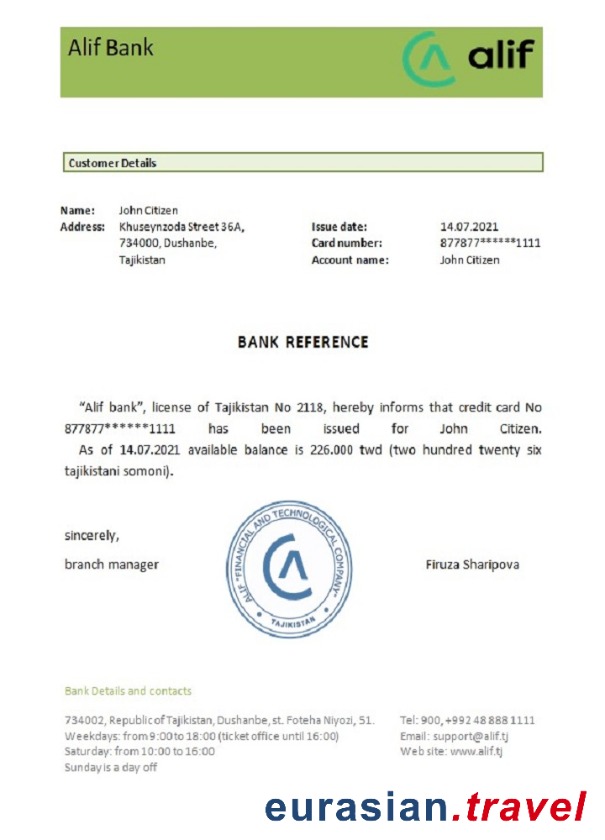 Alif Bank
alif
Customer Details
Name: John Citizen
Address: Khuseynzoda Street 36A,
734000, Dushanbe,
Tajikistan
Issue date: 14.07.2021
Card number: 877877******1111
Account name: John Citizen
BANK REFERENCE
“Alif bank”, license of Tajikistan No 2118, hereby informs that credit card No
877877******1111 has been issued for John Citizen.
As of 14.07.2021 available balance is 226.000 twd (two hundred twenty six
tajikistani somoni).
sincerely,
branch manager
ALIF "FINANCIAL AND TECHNOLOGICAL COMPANY"
TAJIKISTAN
Firuza Sharipova
Bank Details and contacts
734002, Republic of Tajikistan, Dushanbe, st. Foteha Niyozi, 51.
Weekdays: from 9:00 to 18:00 (ticket office until 16:00)
Saturday: from 10:00 to 16:00
Sunday is a day off
Tel: 900, +992 48 888 1111
Email: support@alif.tj
Web site: www.alif.tj
eurasian.travel